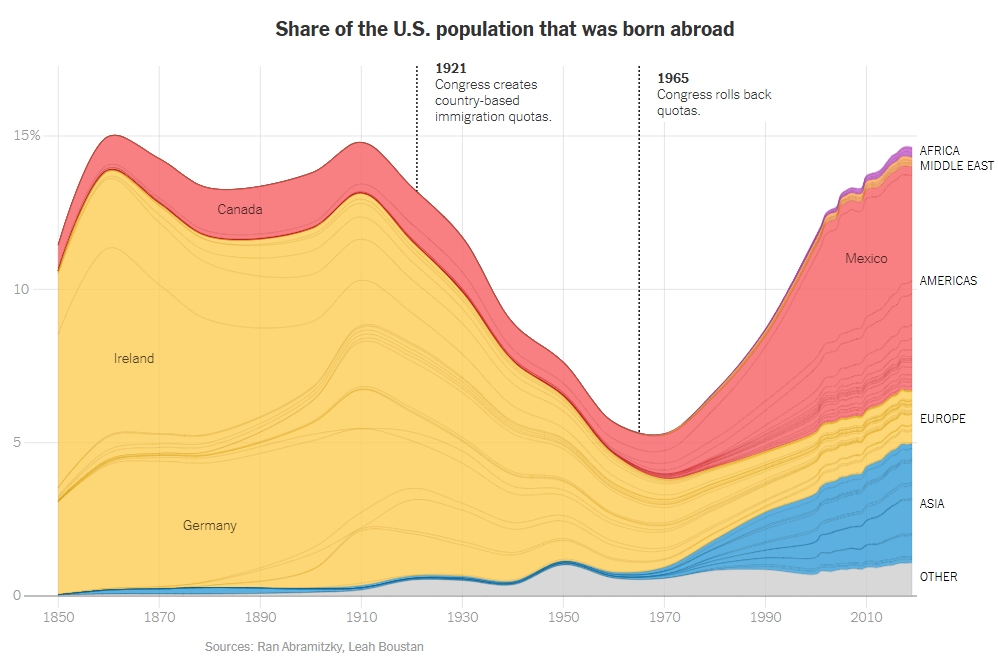 Share of the U.S. population that was born abroad
1921
Congress creates
country-based
immigration quotas.
1965
Congress rolls back
quotas.
15%
10
5
0
Canada
Ireland
Germany
Mexico
AFRICA
MIDDLE EAST
AMERICAS
EUROPE
ASIA
OTHER
1850
1870
1890
1910
1930
1950
1970
1990
2010
Sources: Ran Abramitzky, Leah Boustan